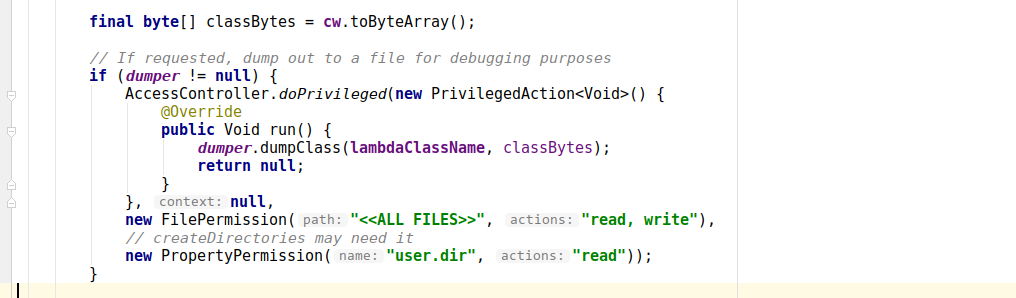 final byte[] classBytes = cw.toByteArray();
// If requested, dump out to a file for debugging purposes
if (dumper != null) {
AccessController.doPrivileged(new PrivilegedAction<Void>() {
@Override
public Void run() {
dumper.dumpClass(lambdaClassName, classBytes);
return null;
}
}, context: null,
new FilePermission( path: "<<ALL FILES>>", actions: "read, write"),
// createDirectories may need it
new PropertyPermission( name: "user.dir", actions: "read"));
}